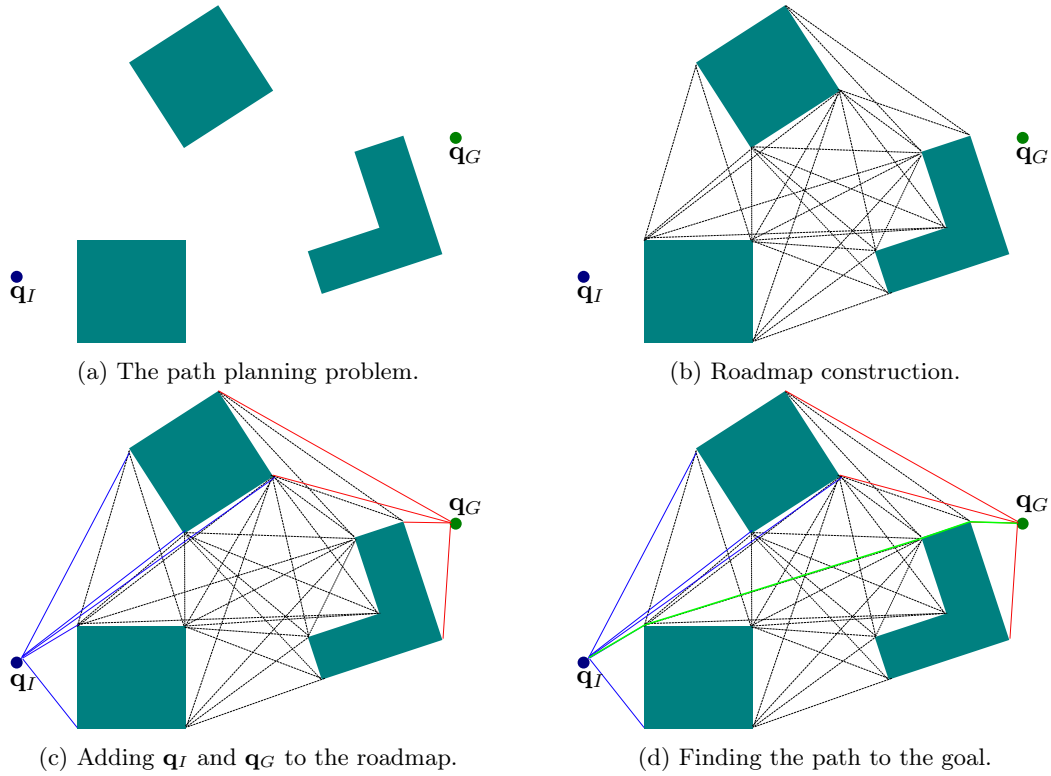 q_G
q_I
(a) The path planning problem.
q_G
q_I
(b) Roadmap construction.
q_G
q_I
(c) Adding q_I and q_G to the roadmap.
q_G
q_I
(d) Finding the path to the goal.